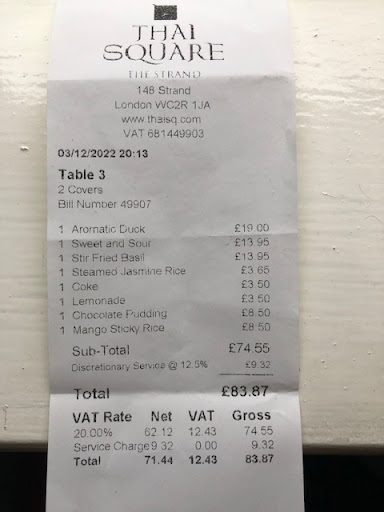 THAI
SQUARE
THE STRAND
148 Strand
London WC2R 1JA
www.thaisq.com
VAT 681449903
03/12/2022 20:13
Table 3
2 Covers
Bill Number 49907
1 Aromatic Duck £19.00
1 Sweet and Sour £13.95
1 Stir Fried Basil £13.95
1 Steamed Jasmine Rice £3.65
1 Coke £3.50
1 Lemonade £3.50
1 Chocolate Pudding £8.50
1 Mango Sticky Rice £8.50
Sub-Total £74.55
Discretionary Service @ 12.5% £9.32
Total £83.87
VAT Rate Net VAT Gross
20.00% 62.12 12.43 74.55
Service Charge 9.32 0.00 9.32
Total 71.44 12.43 83.87